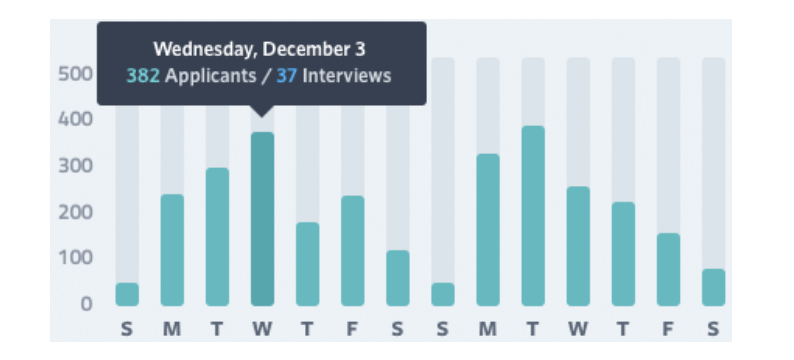 Wednesday, December 3
382 Applicants / 37 Interviews
500
400
300
200
100
0
S M T W T F S S M T W T F S